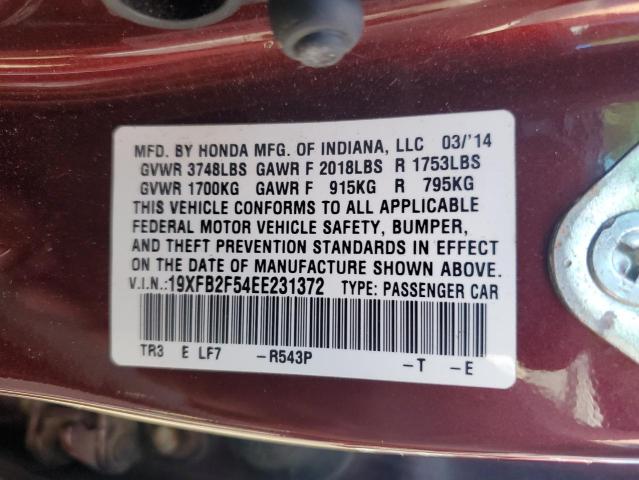 MFD. BY HONDA MFG. OF INDIANA, LLC 03/'14
GVWR 3748LBS GAWR F 2018LBS R 1753LBS
GVWR 1700KG GAWR F 915KG R 795KG
THIS VEHICLE CONFORMS TO ALL APPLICABLE
FEDERAL MOTOR VEHICLE SAFETY, BUMPER,
AND THEFT PREVENTION STANDARDS IN EFFECT
ON THE DATE OF MANUFACTURE SHOWN ABOVE.
V.I.N.:19XFB2F54EE231372 TYPE: PASSENGER CAR
TR3 E LF7 -R543P -T -E